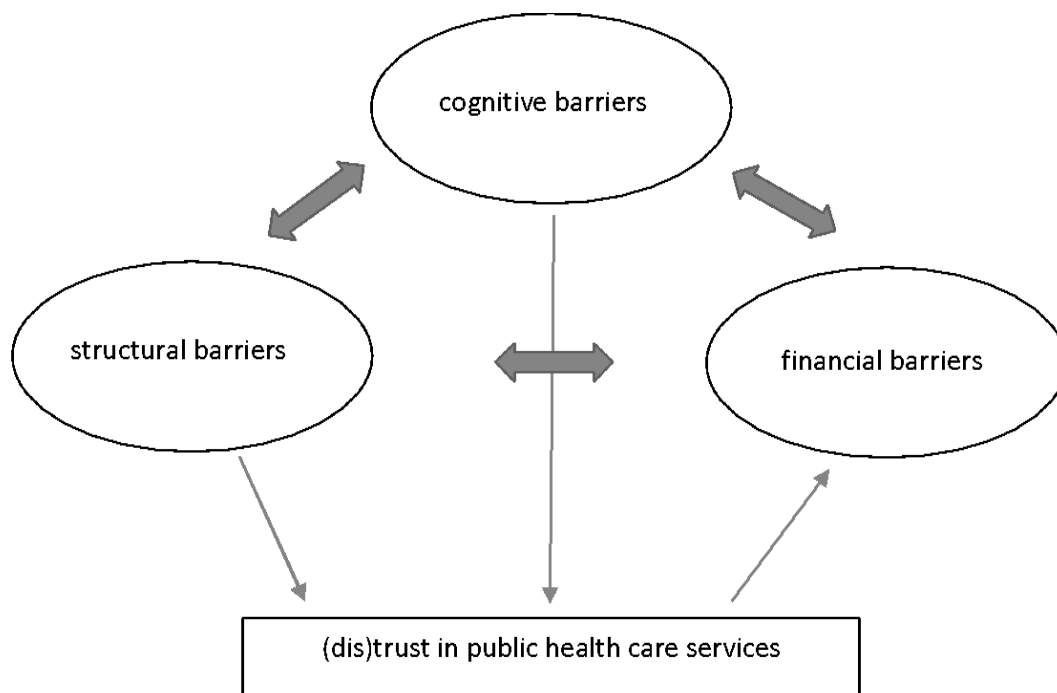 cognitive barriers
structural barriers
financial barriers
(dis)trust in public health care services